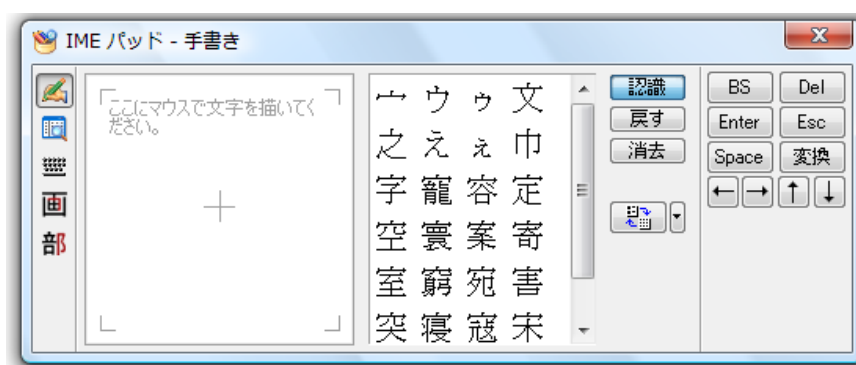 IME パッド - 手書き
ここにマウスで文字を描いてく
ださい。
画
部
亠 ウ ゥ 文
之 え ぇ 巾
字 寵 容 定
空 寰 案 寄
室 窮 宛 害
突 寝 寇 宋
認識
戻す
消去
BS Del
Enter Esc
Space 変換
← → ↑ ↓